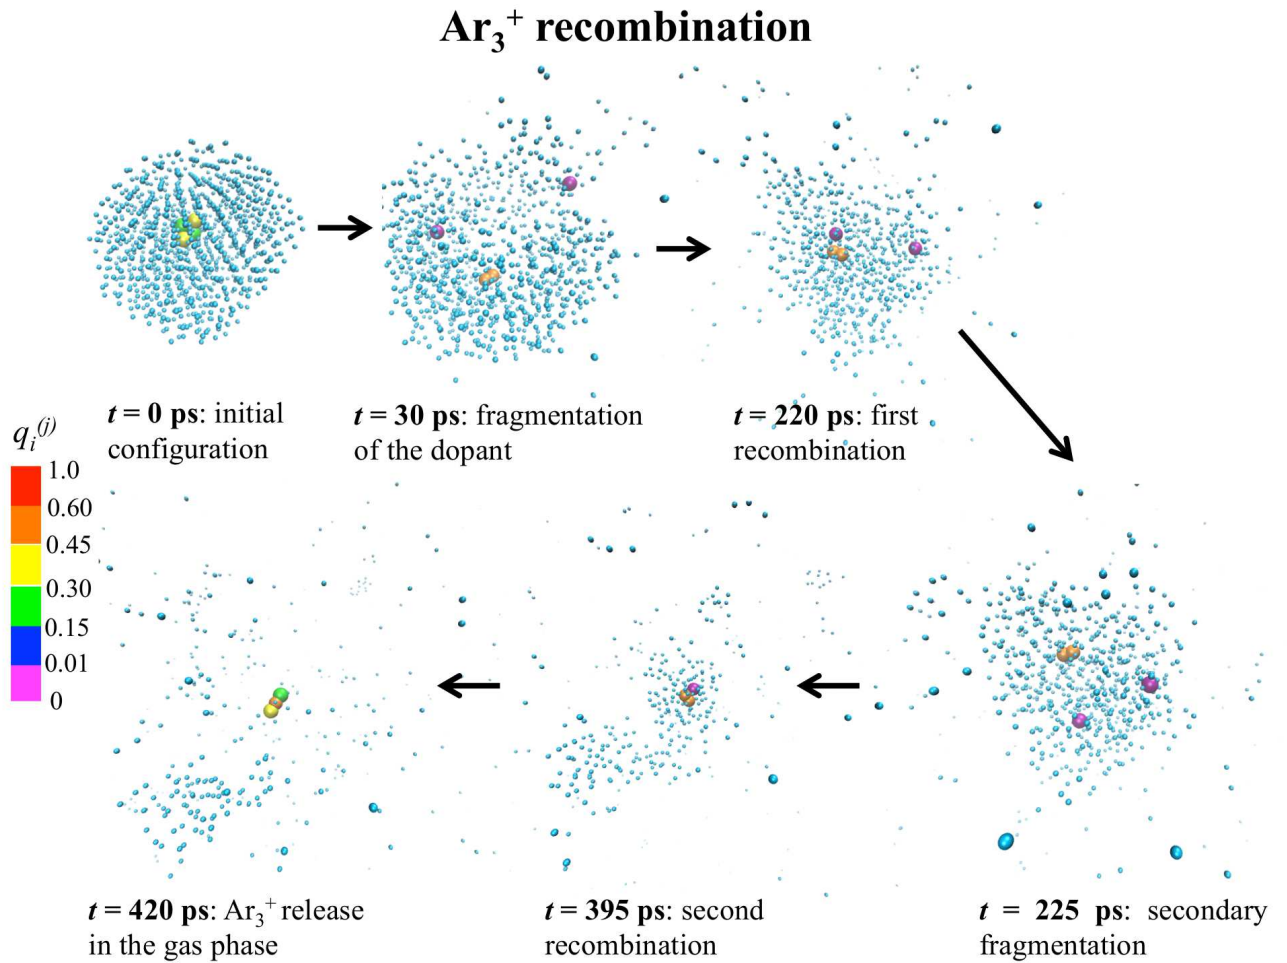 Ar₃⁺ recombination
t = 0 ps: initial
configuration
t = 30 ps: fragmentation
of the dopant
t = 220 ps: first
recombination
qᵢ⁽ʲ⁾
1.0
0.60
0.45
0.30
0.15
0.01
0
t = 420 ps: Ar₃⁺ release
in the gas phase
t = 395 ps: second
recombination
t = 225 ps: secondary
fragmentation